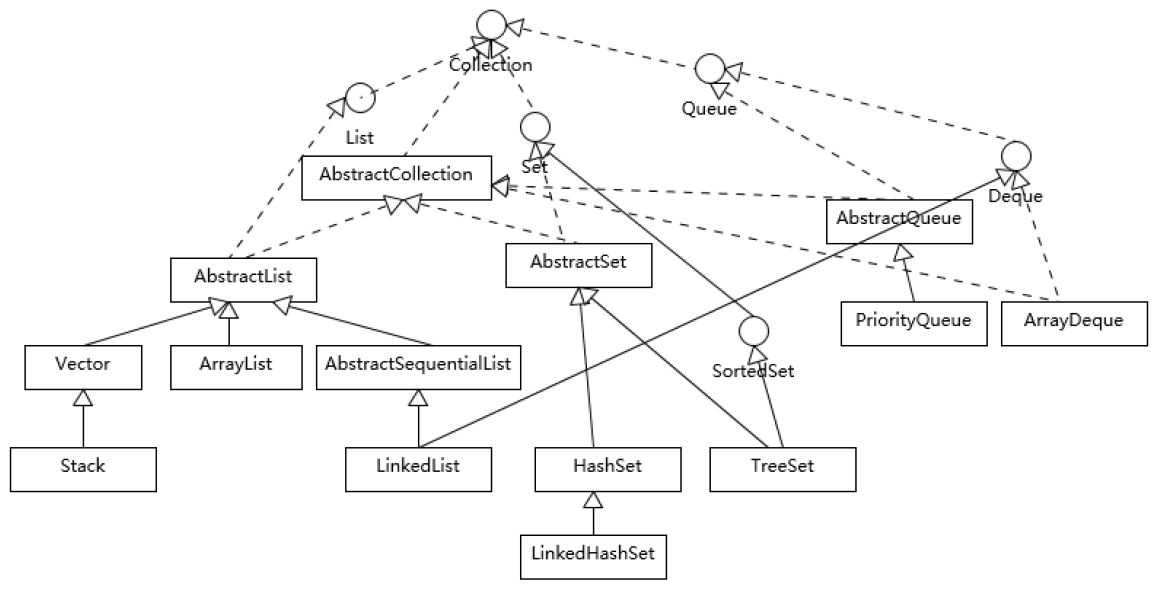 Collection
Queue
List
Set
AbstractCollection
Deque
AbstractQueue
AbstractList
AbstractSet
PriorityQueue
ArrayDeque
Vector
ArrayList
AbstractSequentialList
SortedSet
Stack
LinkedList
HashSet
TreeSet
LinkedHashSet